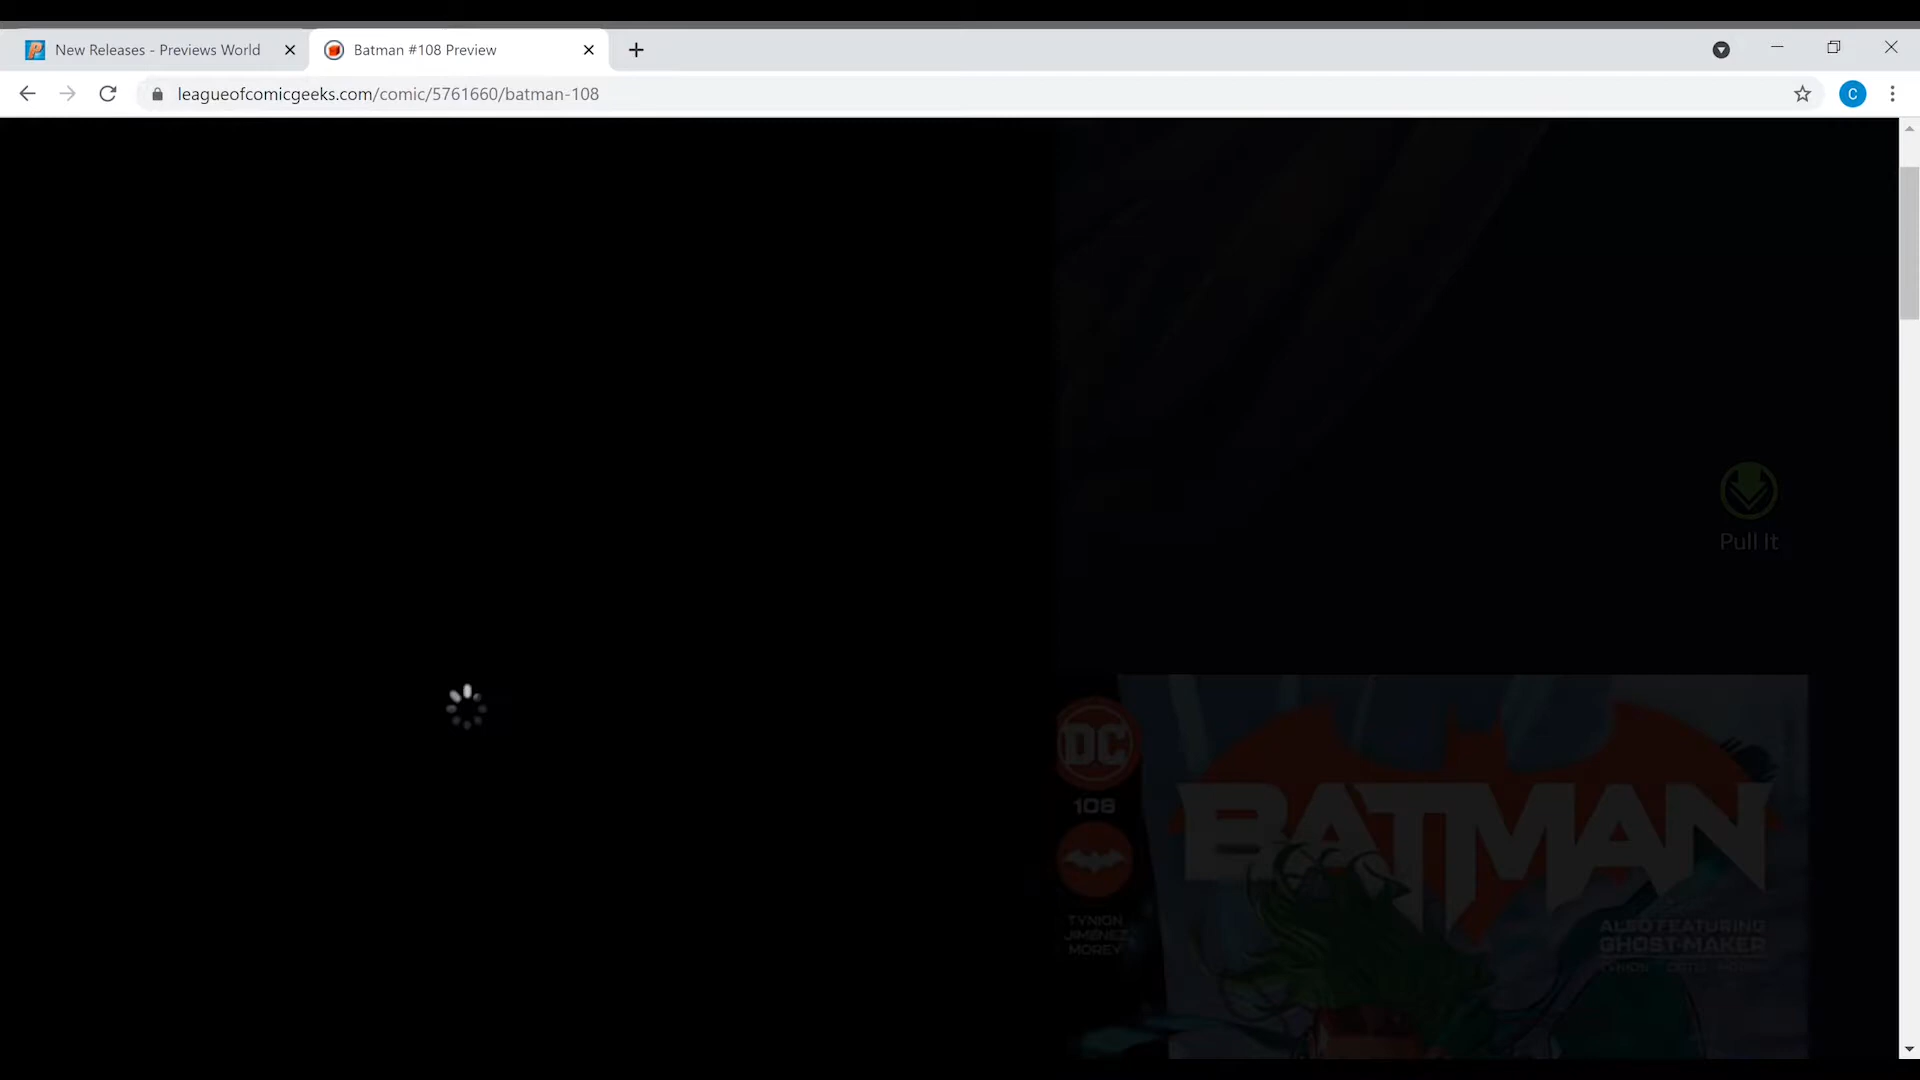 New Releases - Previews World
Batman #108 Preview
leagueofcomicgeeks.com/comic/5761660/batman-108
C
Pull It
DC
108
BATMAN
TYNION
JIMÉNEZ
MOREY
ALSO FEATURING
GHOST-MAKER